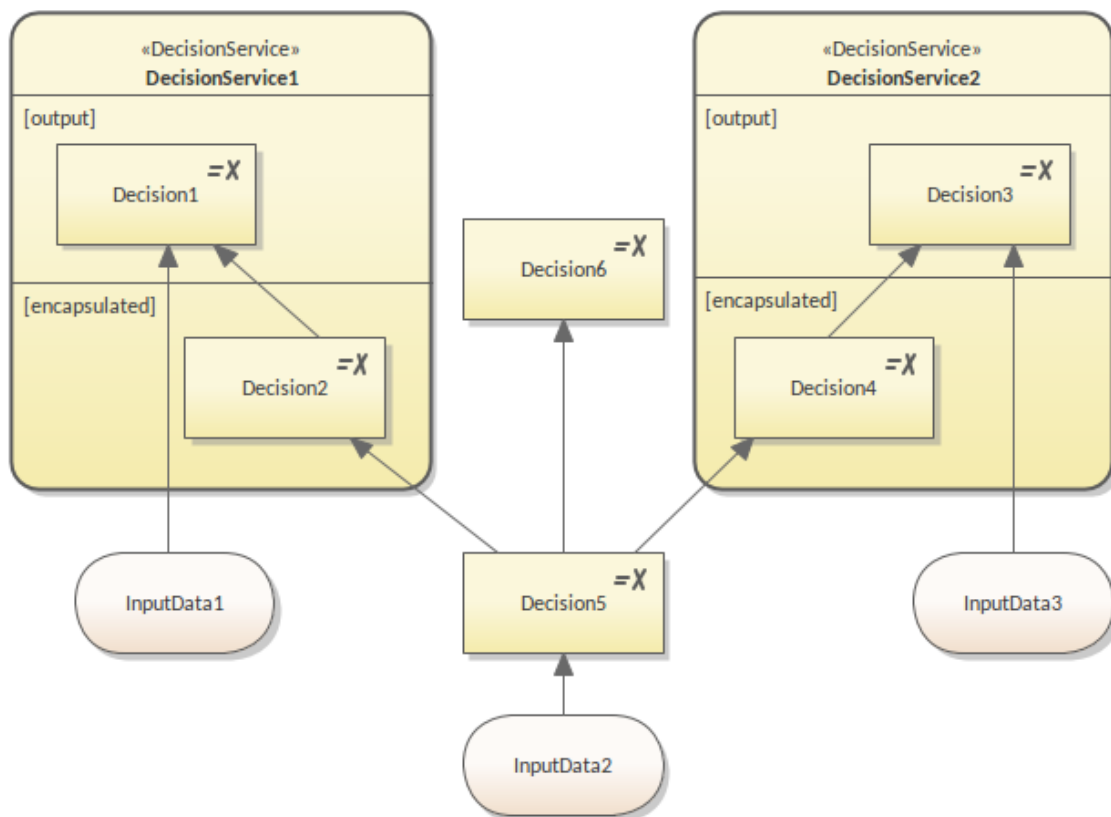 «DecisionService»
DecisionService1
[output]
=X
Decision1
[encapsulated]
=X
Decision2
=X
Decision6
«DecisionService»
DecisionService2
[output]
=X
Decision3
[encapsulated]
=X
Decision4
InputData1
=X
Decision5
InputData3
InputData2